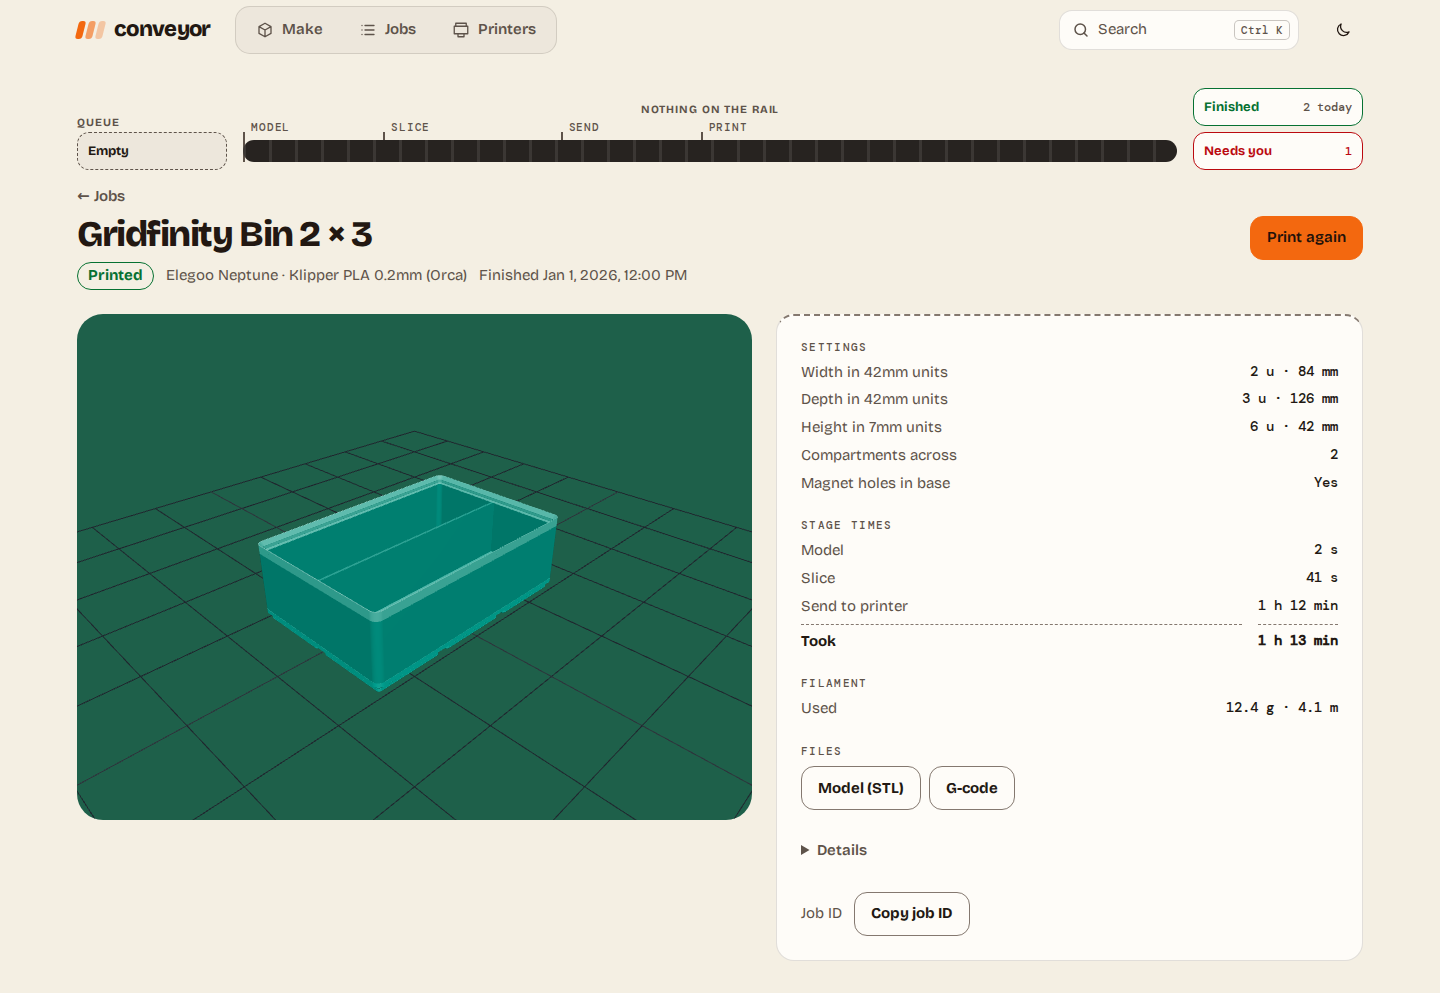 conveyor
Make
Jobs
Printers
Search
Ctrl K
QUEUE
Empty
NOTHING ON THE RAIL
MODEL
SLICE
SEND
PRINT
Finished 2 today
Needs you 1
← Jobs
Gridfinity Bin 2 × 3
Print again
Printed
Elegoo Neptune · Klipper PLA 0.2mm (Orca)
Finished Jan 1, 2026, 12:00 PM
SETTINGS
Width in 42mm units 2 u · 84 mm
Depth in 42mm units 3 u · 126 mm
Height in 7mm units 6 u · 42 mm
Compartments across 2
Magnet holes in base Yes
STAGE TIMES
Model 2 s
Slice 41 s
Send to printer 1 h 12 min
Took 1 h 13 min
FILAMENT
Used 12.4 g · 4.1 m
FILES
Model (STL)
G-code
Details
Job ID
Copy job ID